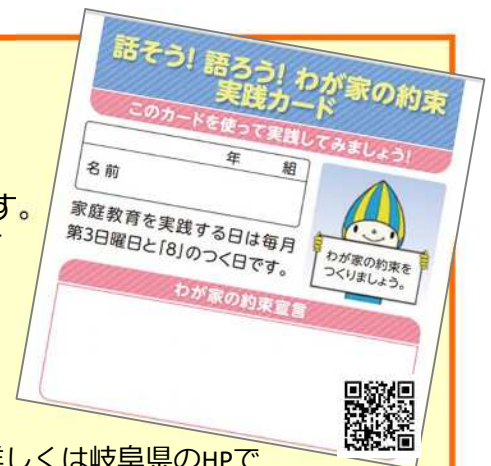 話そう! 語ろう! わが家の約束
実践カード
このカードを使って実践してみましょう!
年 組
名前
す。
家庭教育を実践する日は毎月
第3日曜日と「8」のつく日です。
わが家の約束を
つくりましょう。
わが家の約束宣言
しくは岐阜県のHPで